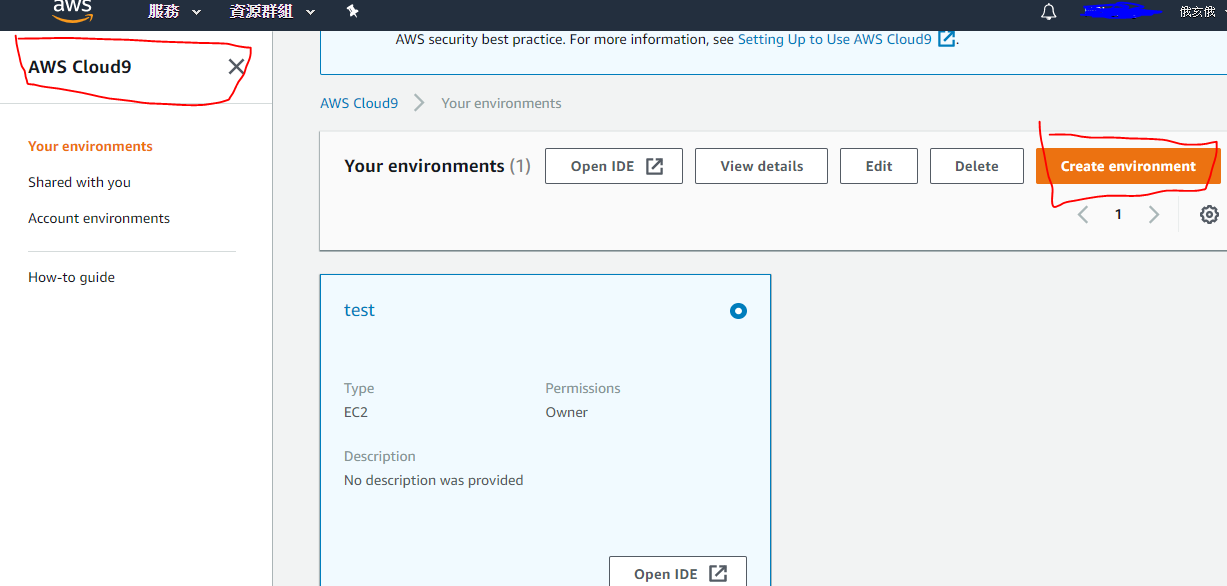 aws 服務 資源群組 俄亥俄
AWS security best practice. For more information, see Setting Up to Use AWS Cloud9.
AWS Cloud9
AWS Cloud9 Your environments
Your environments
Shared with you
Account environments
How-to guide
Your environments (1) Open IDE View details Edit Delete Create environment
1
test
Type Permissions
EC2 Owner
Description
No description was provided
Open IDE